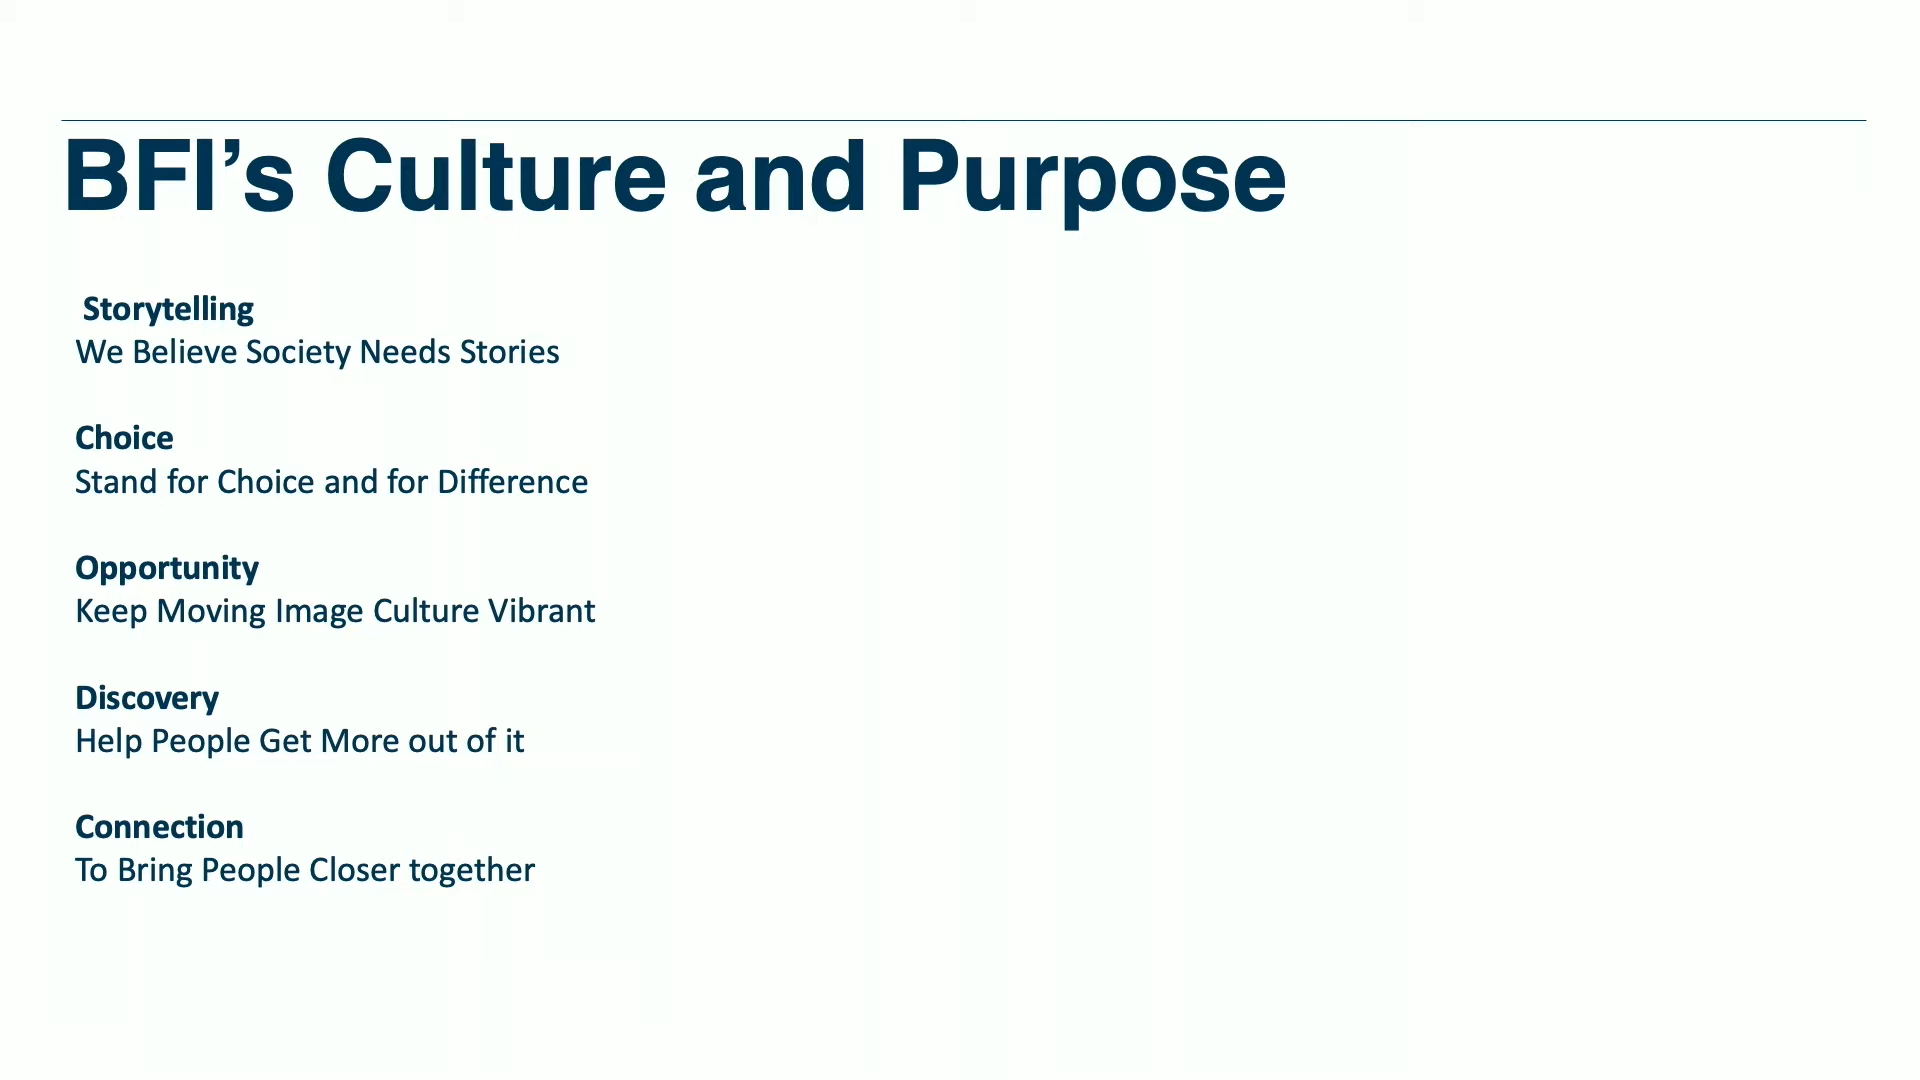 BFI’s Culture and Purpose
Storytelling
We Believe Society Needs Stories
Choice
Stand for Choice and for Difference
Opportunity
Keep Moving Image Culture Vibrant
Discovery
Help People Get More out of it
Connection
To Bring People Closer together